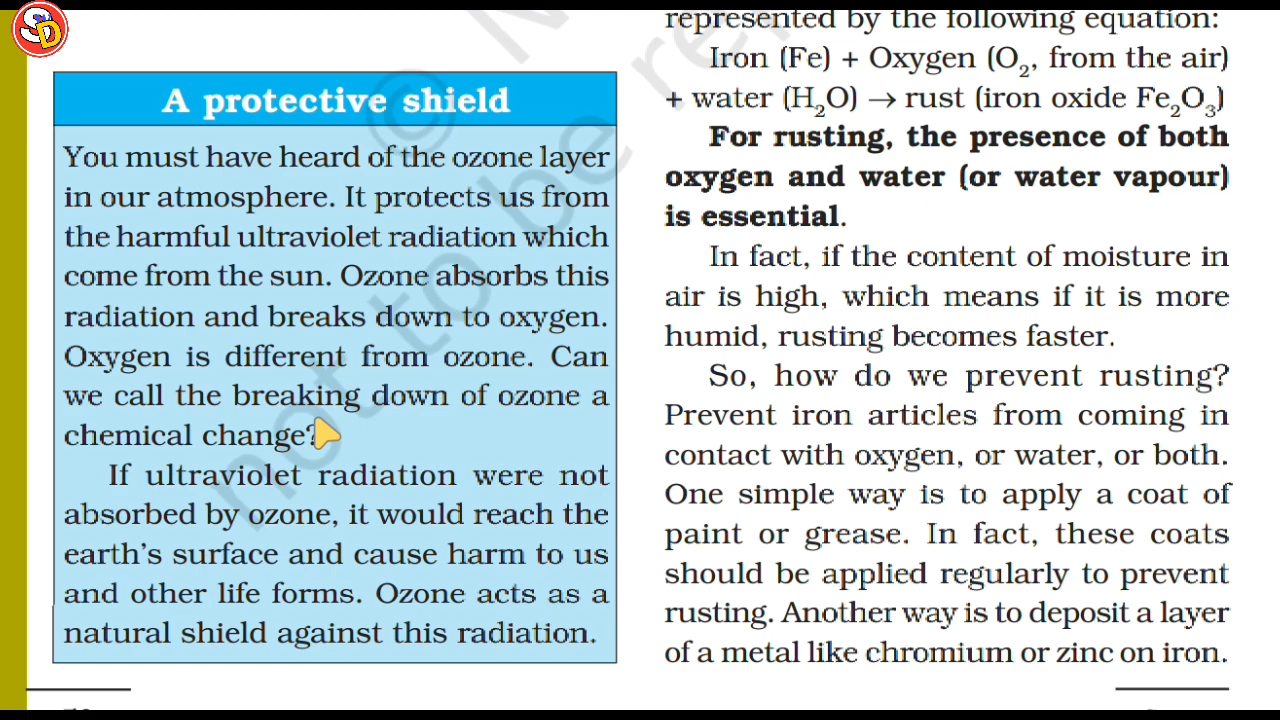 SD
A protective shield
You must have heard of the ozone layer
in our atmosphere. It protects us from
the harmful ultraviolet radiation which
come from the sun. Ozone absorbs this
radiation and breaks down to oxygen.
Oxygen is different from ozone. Can
we call the breaking down of ozone a
chemical change?
If ultraviolet radiation were not
absorbed by ozone, it would reach the
earth's surface and cause harm to us
and other life forms. Ozone acts as a
natural shield against this radiation.
represented by the following equation:
Iron (Fe) + Oxygen (O₂, from the air)
+ water (H₂O) → rust (iron oxide Fe₂O₃)
For rusting, the presence of both
oxygen and water (or water vapour)
is essential.
In fact, if the content of moisture in
air is high, which means if it is more
humid, rusting becomes faster.
So, how do we prevent rusting?
Prevent iron articles from coming in
contact with oxygen, or water, or both.
One simple way is to apply a coat of
paint or grease. In fact, these coats
should be applied regularly to prevent
rusting. Another way is to deposit a layer
of a metal like chromium or zinc on iron.
© N
not to be re